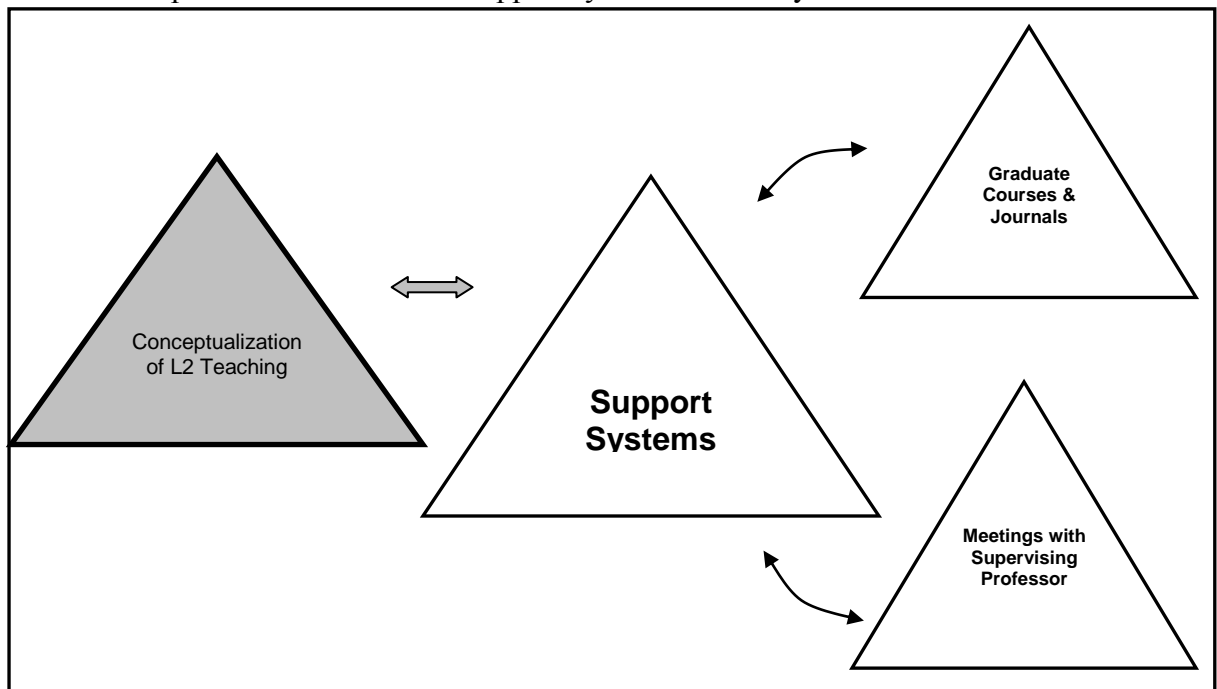 Graduate
Courses &
Journals
Conceptualization
of L2 Teaching
Support
Systems
Meetings with
Supervising
Professor